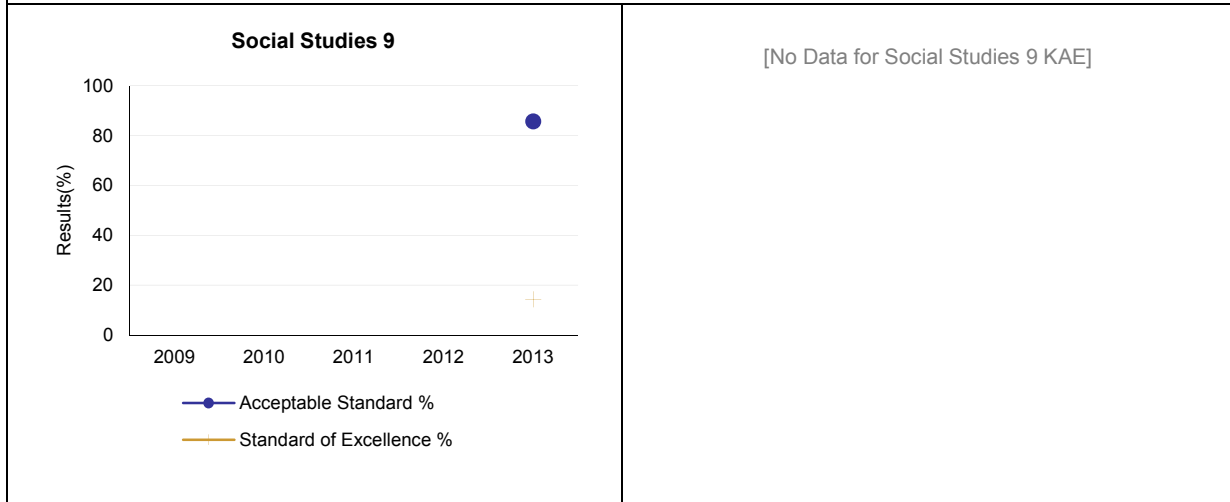 Social Studies 9
100
80
60
40
20
0
Results(%)
2009 2010 2011 2012 2013
Acceptable Standard %
Standard of Excellence %
[No Data for Social Studies 9 KAE]